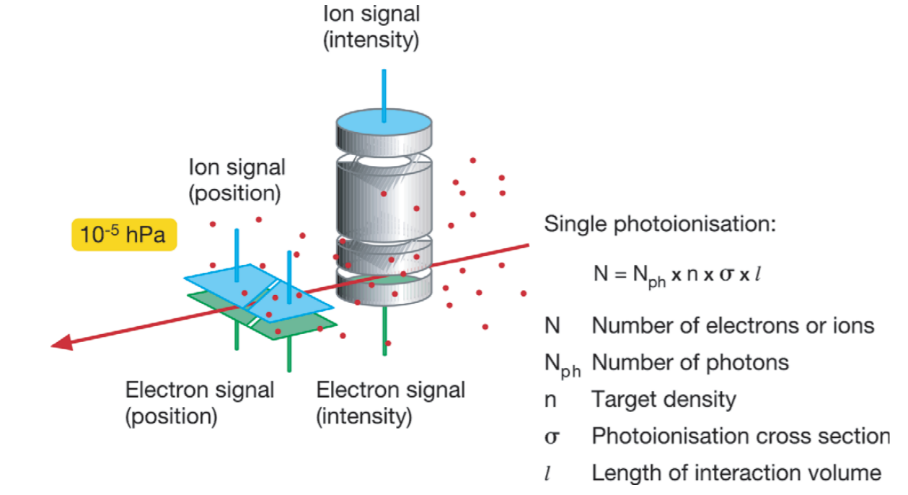 Ion signal
(intensity)
Ion signal
(position)
10-5 hPa
Electron signal
(position)
Electron signal
(intensity)
Single photoionisation:
N = Nph x n x σ x l
N Number of electrons or ions
Nph Number of photons
n Target density
σ Photoionisation cross section
l Length of interaction volume